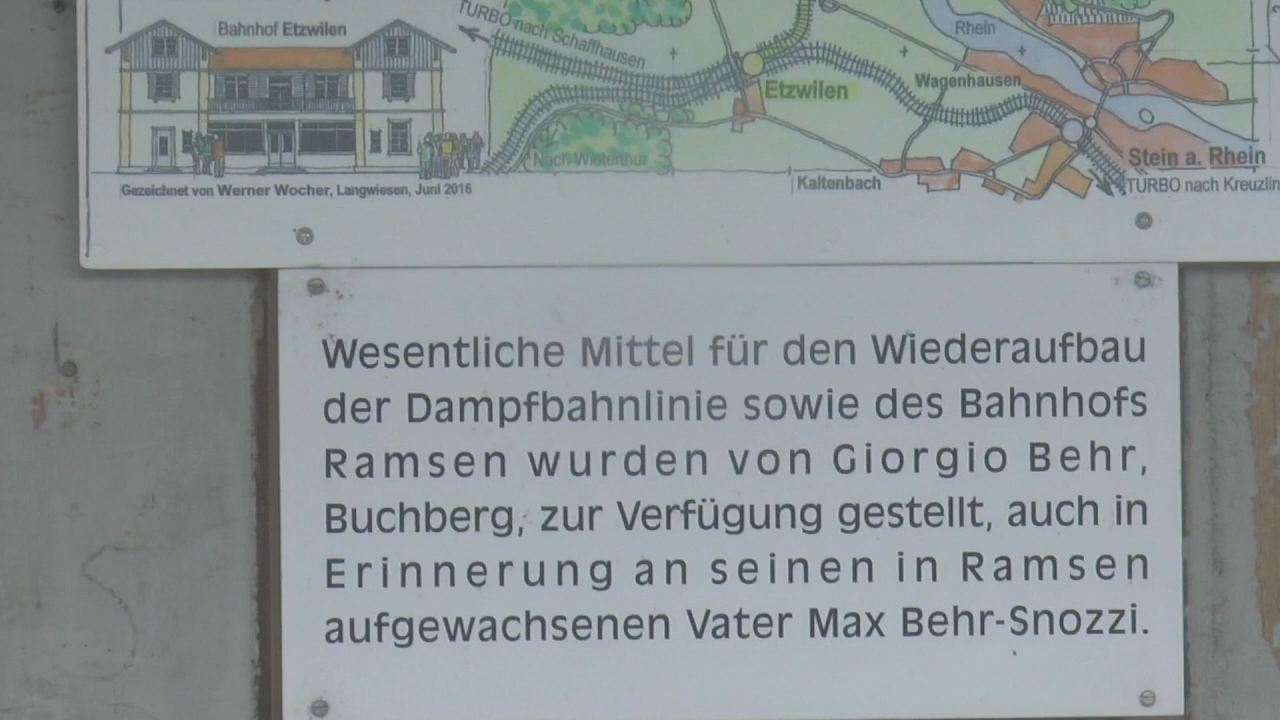 Bahnhof Etzwilen
TURBO nach Schaffhausen
Rhein
Wagenhausen
Etzwilen
Nach Winterthur
Stein a. Rhein
Kaltenbach
TURBO nach Kreuzlin
Gezeichnet von Werner Wocher, Langwiesen, Juni 2016
Wesentliche Mittel für den Wiederaufbau
der Dampfbahnlinie sowie des Bahnhofs
Ramsen wurden von Giorgio Behr,
Buchberg, zur Verfügung gestellt, auch in
Erinnerung an seinen in Ramsen
aufgewachsenen Vater Max Behr-Snozzi.